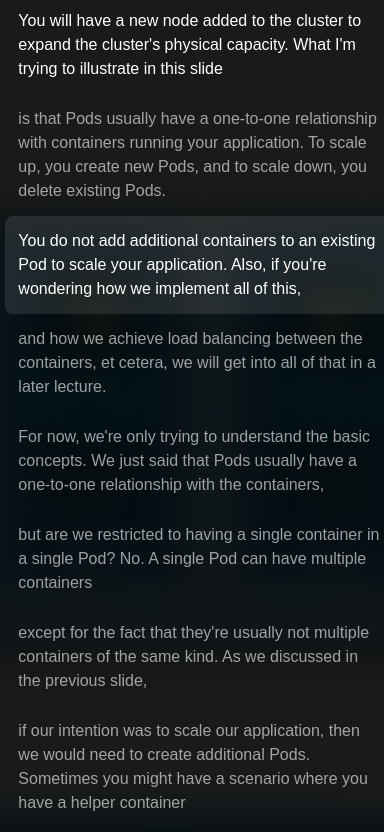 You will have a new node added to the cluster to
expand the cluster's physical capacity. What I'm
trying to illustrate in this slide
is that Pods usually have a one-to-one relationship
with containers running your application. To scale
up, you create new Pods, and to scale down, you
delete existing Pods.
You do not add additional containers to an existing
Pod to scale your application. Also, if you're
wondering how we implement all of this,
and how we achieve load balancing between the
containers, et cetera, we will get into all of that in a
later lecture.
For now, we're only trying to understand the basic
concepts. We just said that Pods usually have a
one-to-one relationship with the containers,
but are we restricted to having a single container in
a single Pod? No. A single Pod can have multiple
containers
except for the fact that they're usually not multiple
containers of the same kind. As we discussed in
the previous slide,
if our intention was to scale our application, then
we would need to create additional Pods.
Sometimes you might have a scenario where you
have a helper container